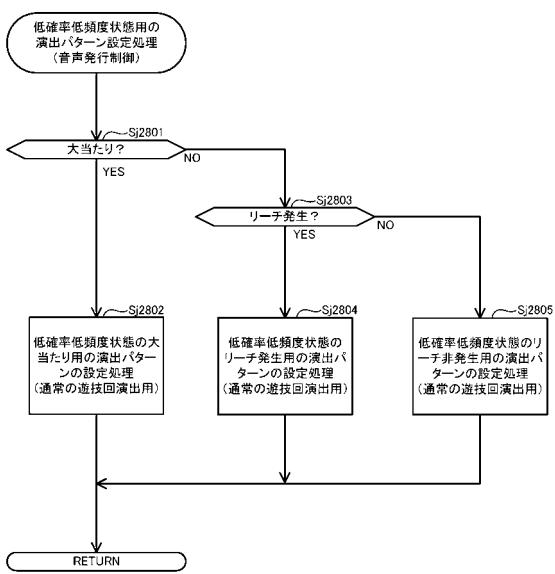 低確率低頻度状態用の
演出パターン設定処理
(音声発行制御)
Sj2801
大当たり?
NO
YES
Sj2803
リーチ発生?
NO
YES
Sj2802
低確率低頻度状態の大
当たり用の演出パター
ンの設定処理
(通常の遊技回演出用)
Sj2804
低確率低頻度状態の
リーチ発生用の演出パ
ターンの設定処理
(通常の遊技回演出用)
Sj2805
低確率低頻度状態のリ
ーチ非発生用の演出パ
ターンの設定処理
(通常の遊技回演出用)
RETURN